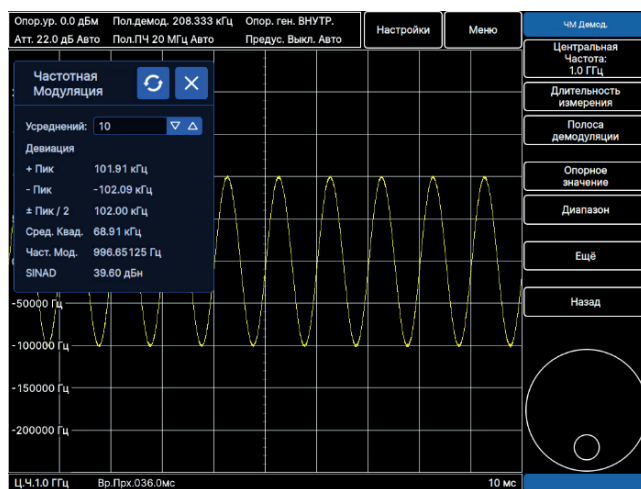 Опор.ур. 0.0 дБм Пол.демод. 208.333 кГц Опор. ген. ВНУТР.
Атт. 22.0 дБ Авто Пол.ПЧ 20 МГц Авто Предус. Выкл. Авто
Настройки
Меню
ЧМ Демод.
Центральная
Частота:
1.0 ГГц
Длительность
измерения
Полоса
демодуляции
Опорное
значение
Диапазон
Ещё
Назад
Частотная
Модуляция
Усреднений: 10
Девиация
+ Пик 101.91 кГц
- Пик -102.09 кГц
± Пик / 2 102.00 кГц
Сред. Квад. 68.91 кГц
Част. Мод. 996.65125 Гц
SINAD 39.60 дБн
-50000 Гц
-100000 Гц
-150000 Гц
-200000 Гц
Ц.Ч.1.0 ГГц Вр.Прх.036.0мс 10 мс